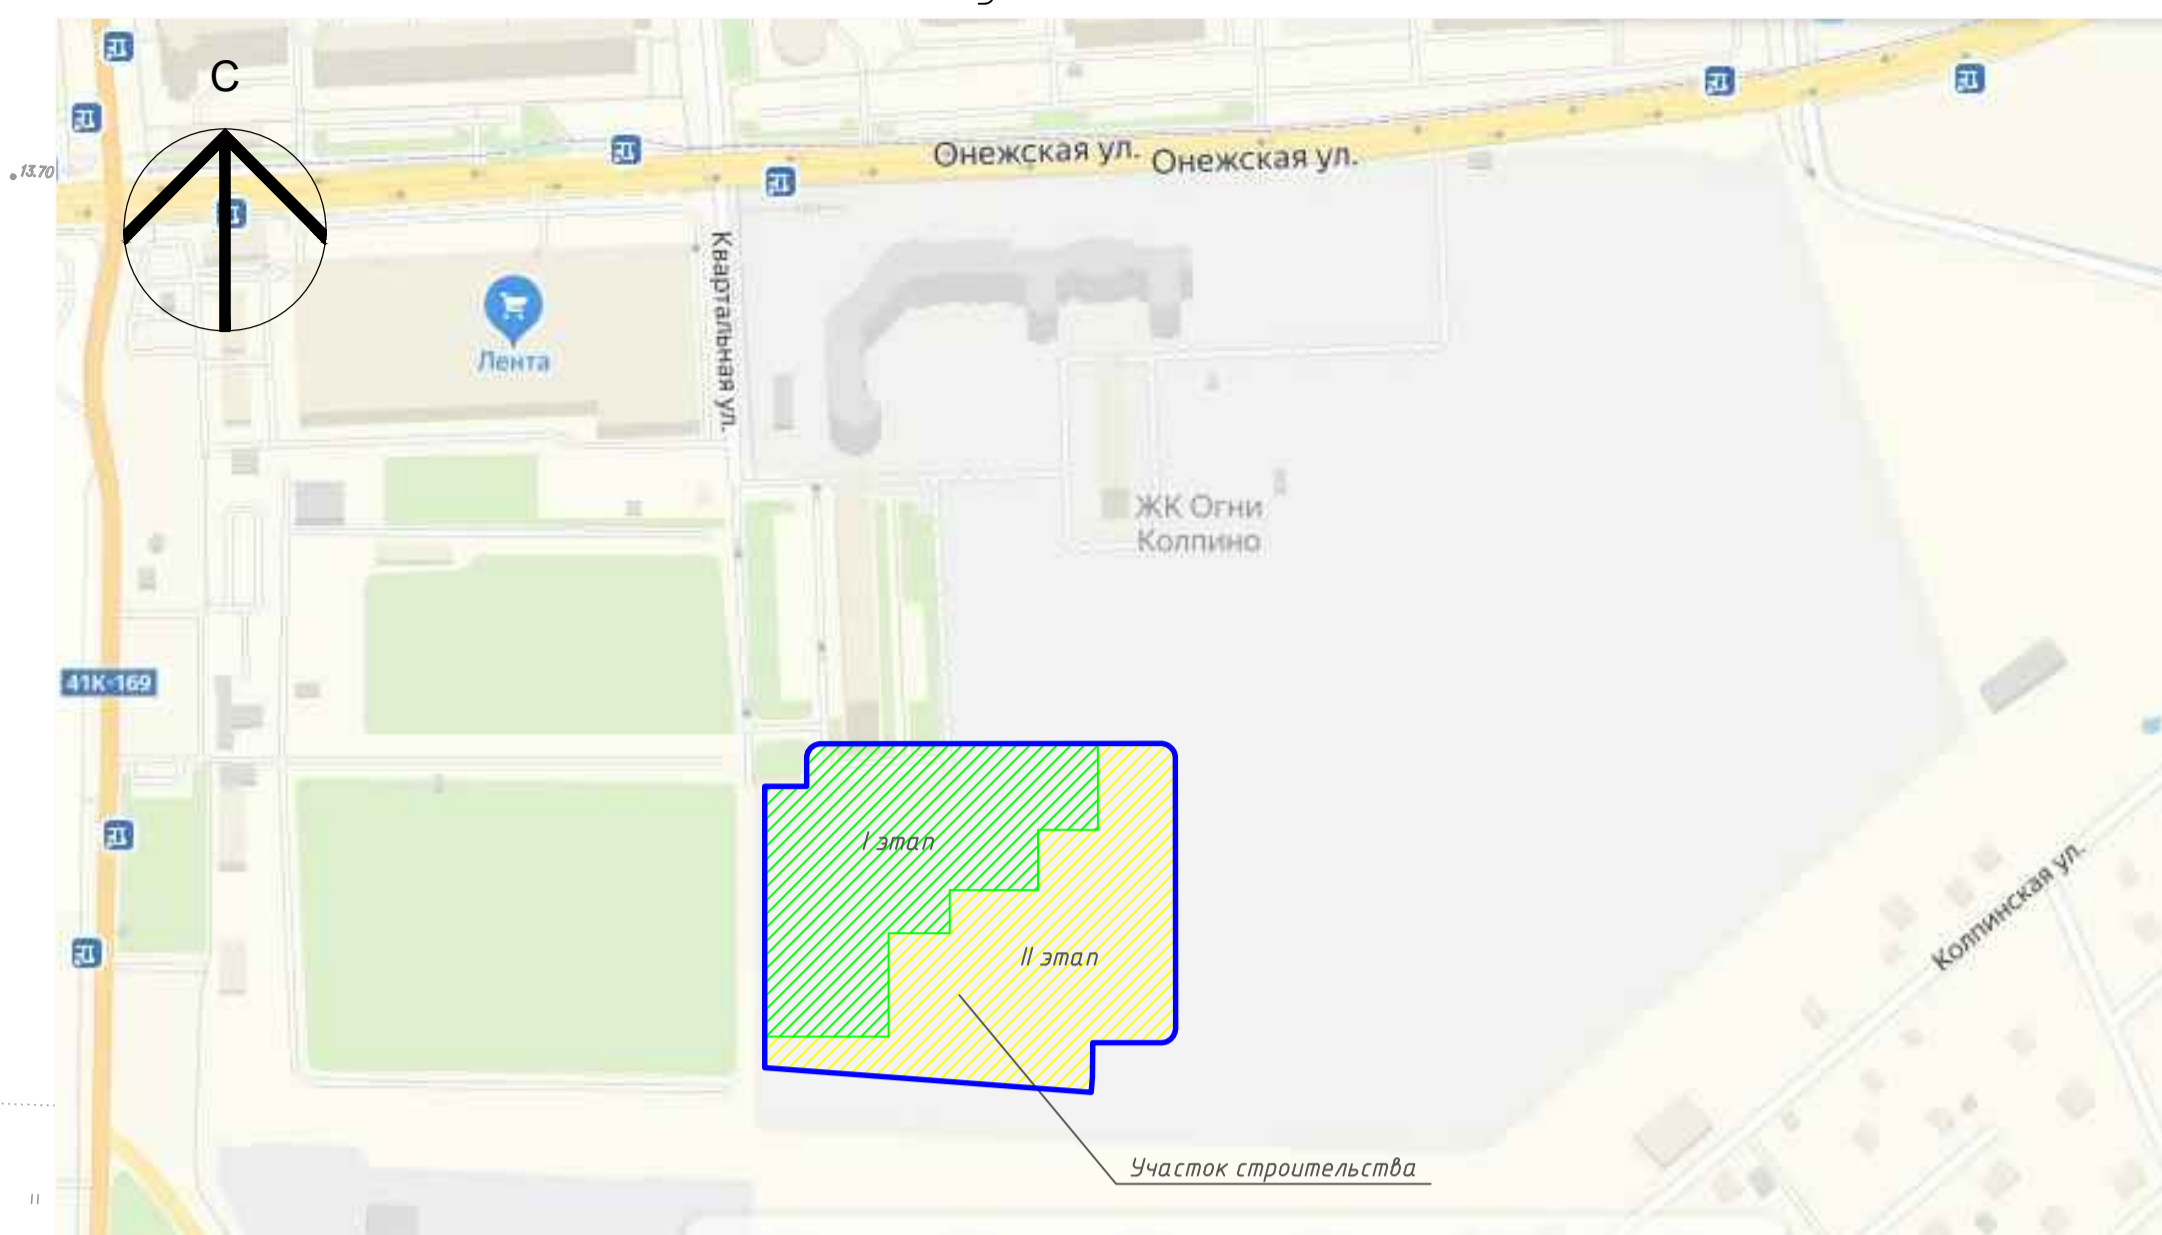 С
13.70
Онежская ул.
Онежская ул.
Квартальная ул.
Лента
ЖК Огни
Колпино
41К-169
I этап
II этап
Колпинская ул.
Участок строительства
II